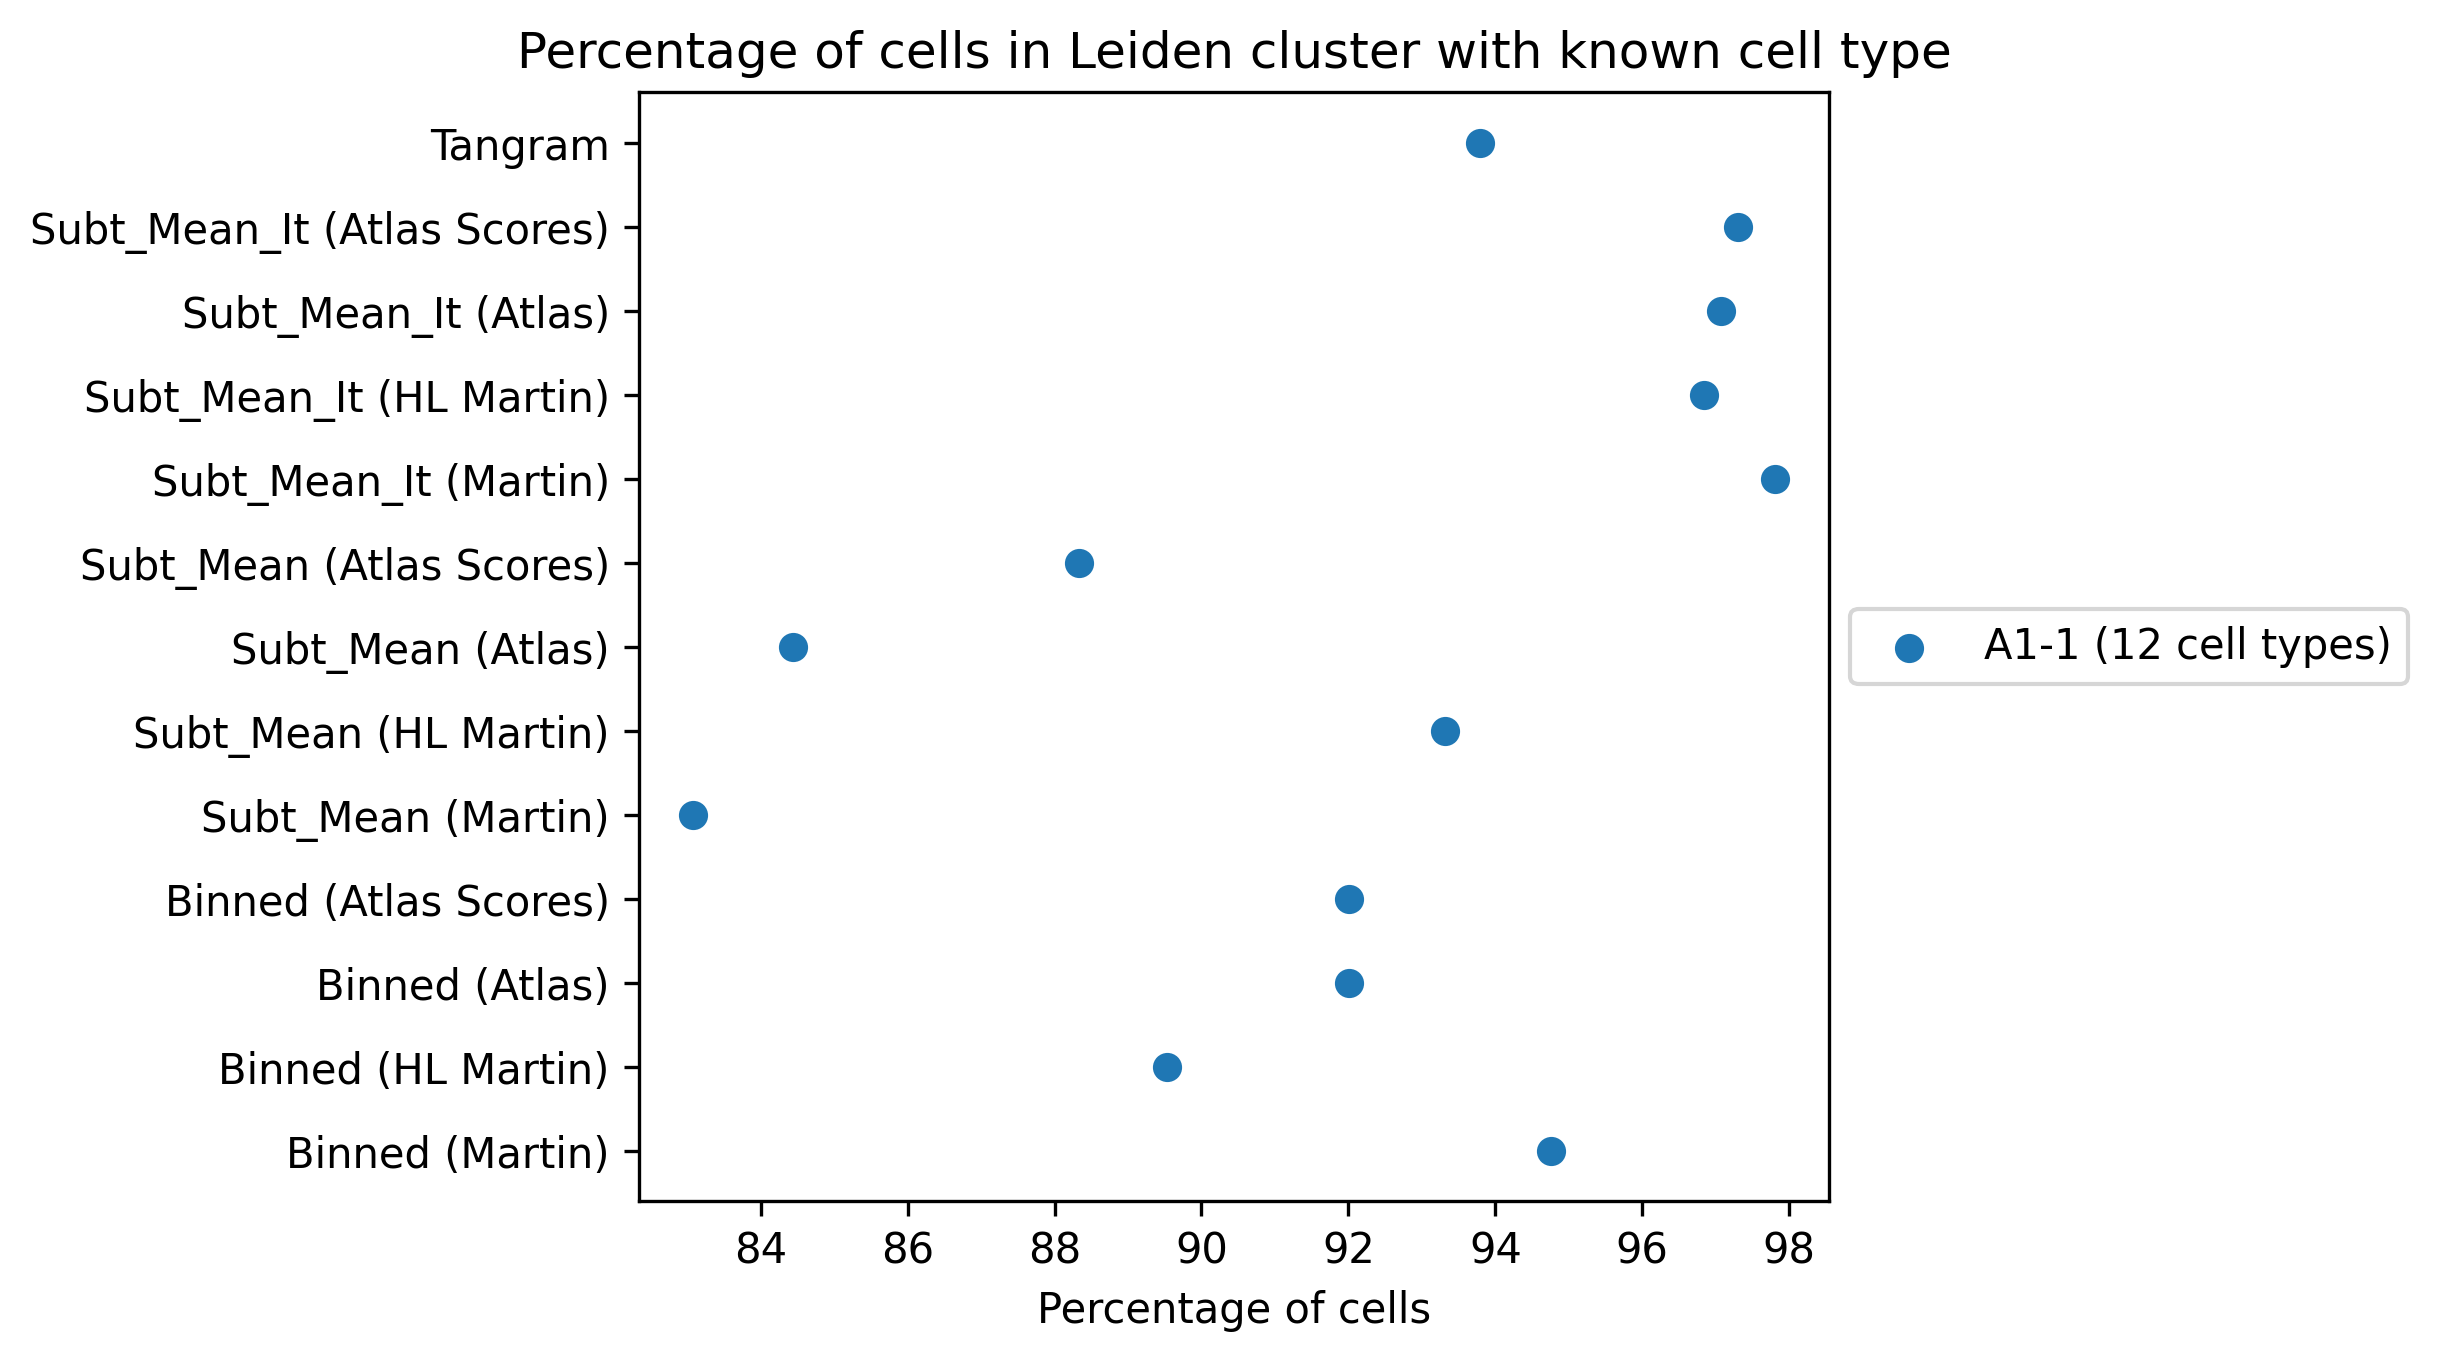 Percentage of cells in Leiden cluster with known cell type
Tangram
Subt_Mean_It (Atlas Scores)
Subt_Mean_It (Atlas)
Subt_Mean_It (HL Martin)
Subt_Mean_It (Martin)
Subt_Mean (Atlas Scores)
Subt_Mean (Atlas)
Subt_Mean (HL Martin)
Subt_Mean (Martin)
Binned (Atlas Scores)
Binned (Atlas)
Binned (HL Martin)
Binned (Martin)
84 86 88 90 92 94 96 98
Percentage of cells
A1-1 (12 cell types)